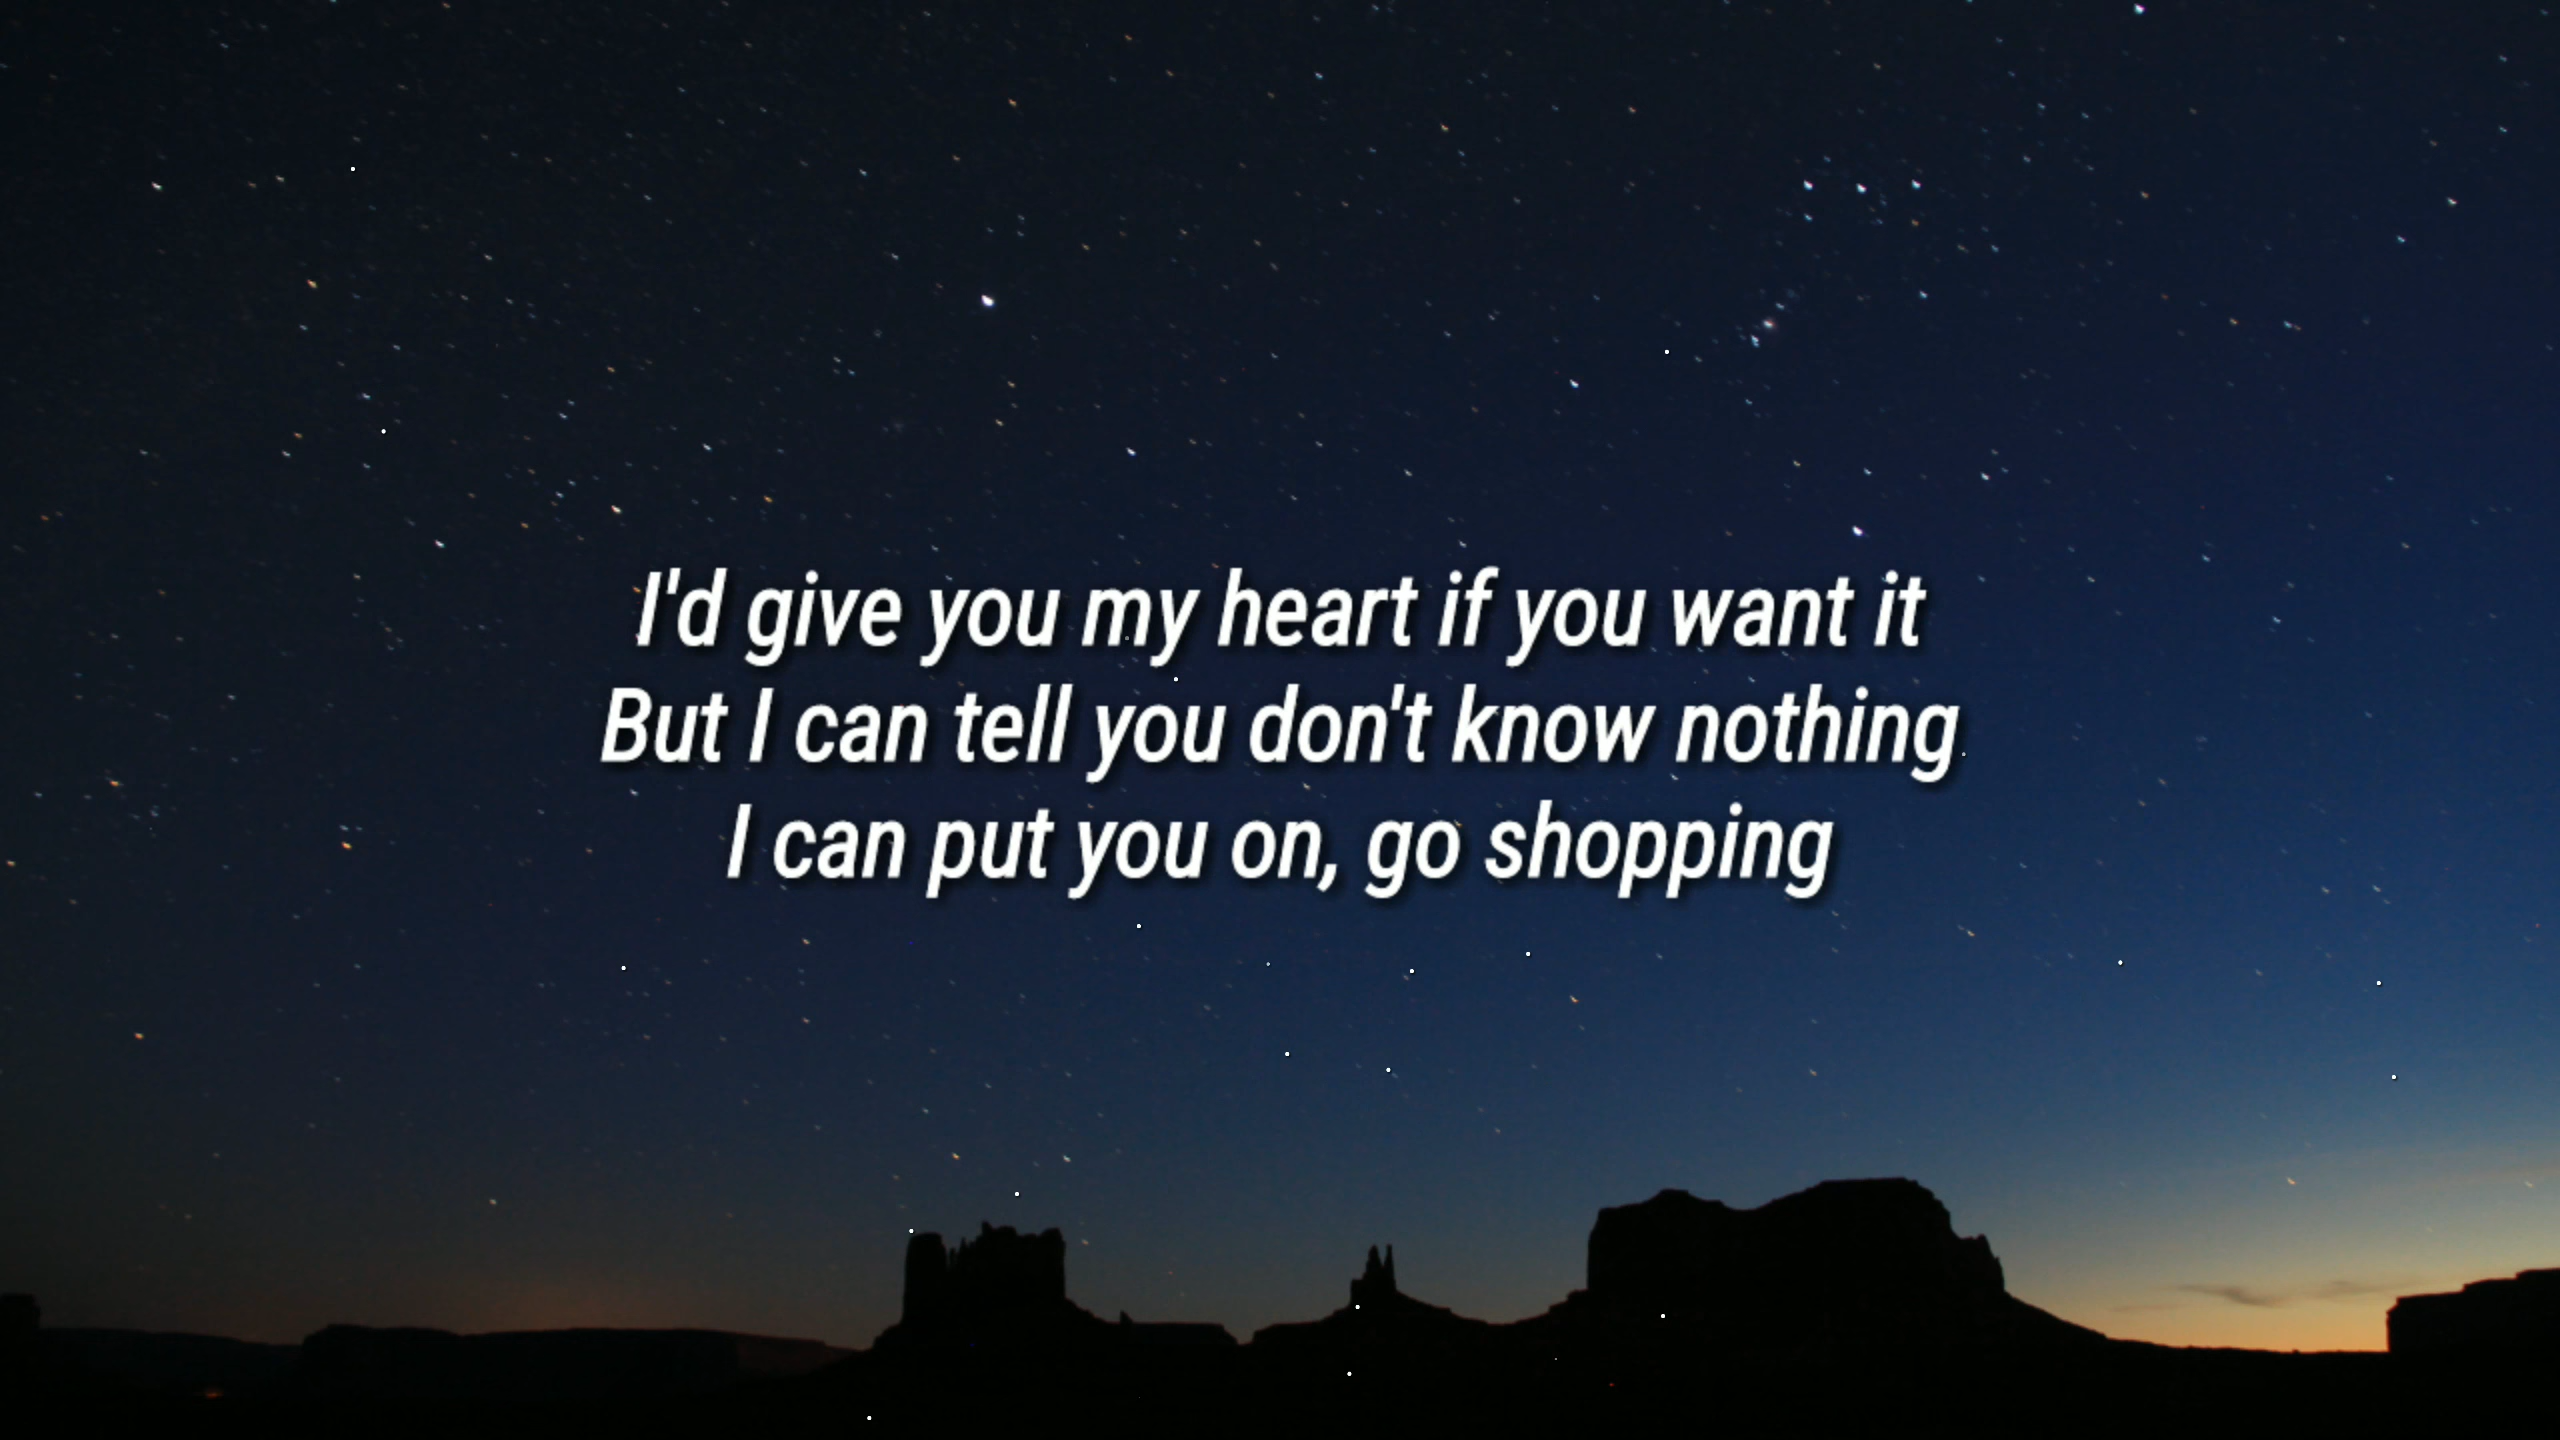 I'd give you my heart if you want it
But I can tell you don't know nothing
I can put you on, go shopping